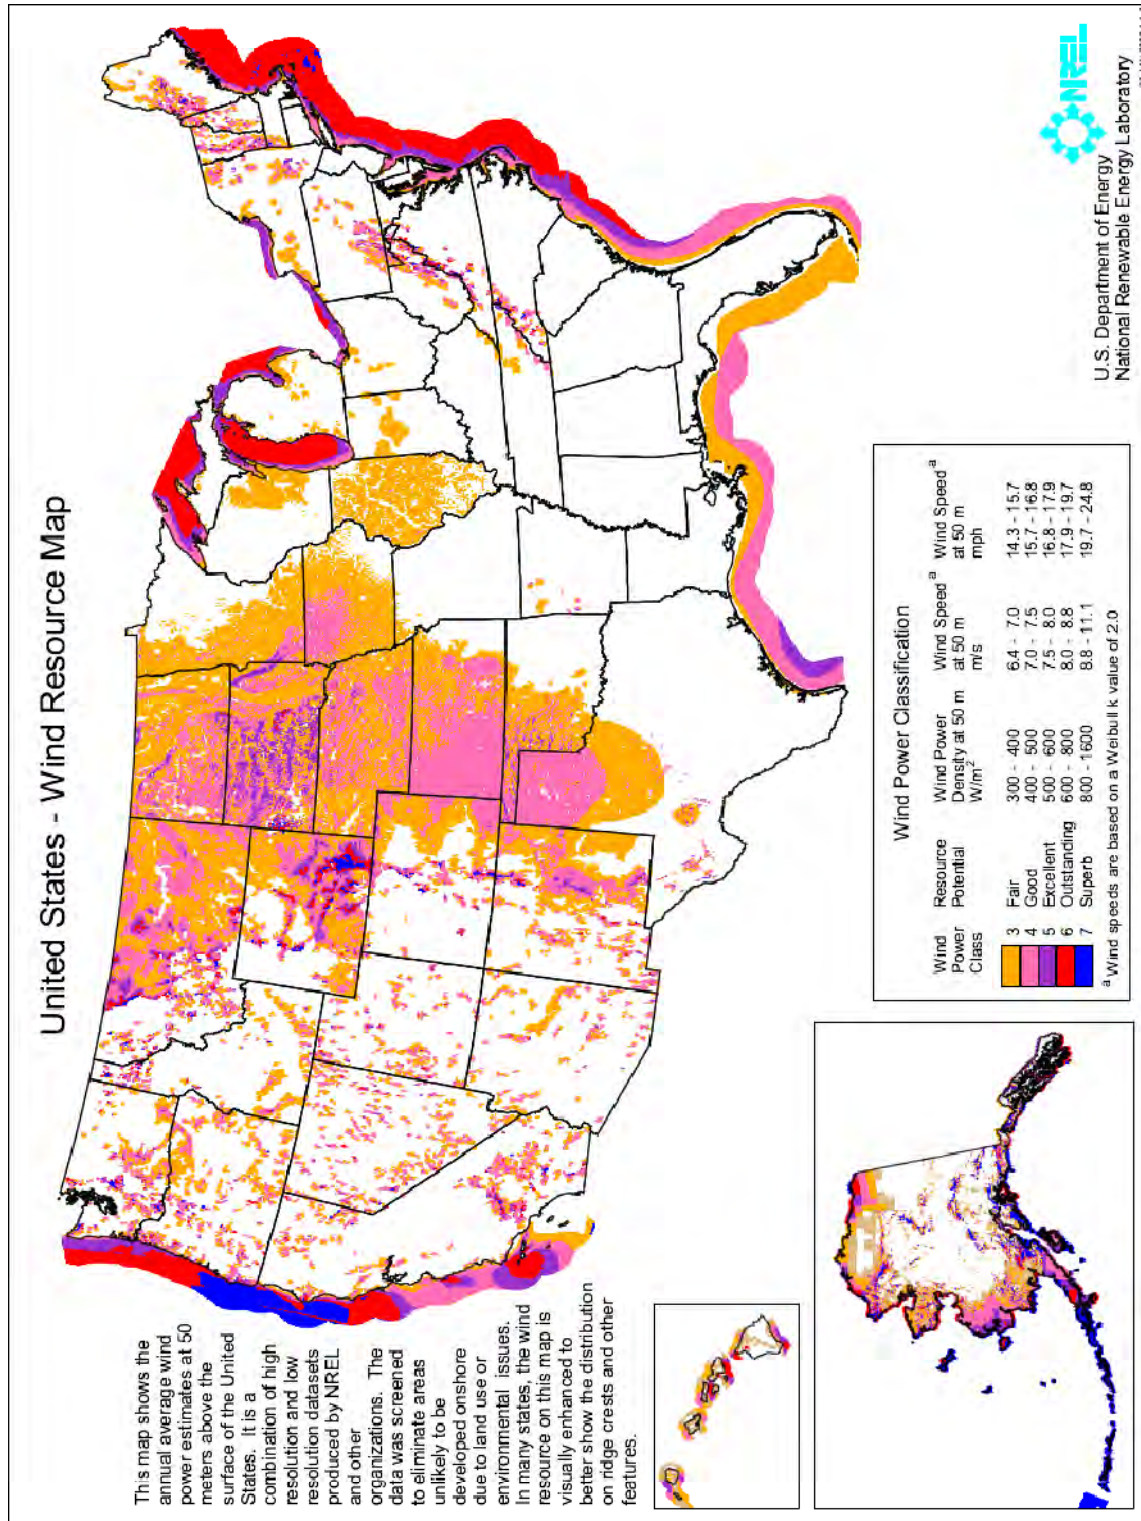 United States - Wind Resource Map
This map shows the
annual average wind
power estimates at 50
meters above the
surface of the United
States. It is a
combination of high
resolution and low
resolution datasets
produced by NREL
and other
organizations. The
data was screened
to eliminate areas
unlikely to be
developed onshore
due to land use or
environmental issues.
In many states, the wind
resource on this map is
visually enhanced to
better show the distribution
on ridge crests and other
features.
Wind Power Classification
Wind Resource Wind Power Wind Speed a Wind Speed a
Power Potential Density at 50 m at 50 m at 50 m
Class W/m2 m/s mph
3 Fair 300 - 400 6.4 - 7.0 14.3 - 15.7
4 Good 400 - 500 7.0 - 7.5 15.7 - 16.8
5 Excellent 500 - 600 7.5 - 8.0 16.8 - 17.9
6 Outstanding 600 - 800 8.0 - 8.8 17.9 - 19.7
7 Superb 800 - 1600 8.8 - 11.1 19.7 - 24.8
a Wind speeds are based on a Weibull k value of 2.0
NREL
U.S. Department of Energy
National Renewable Energy Laboratory